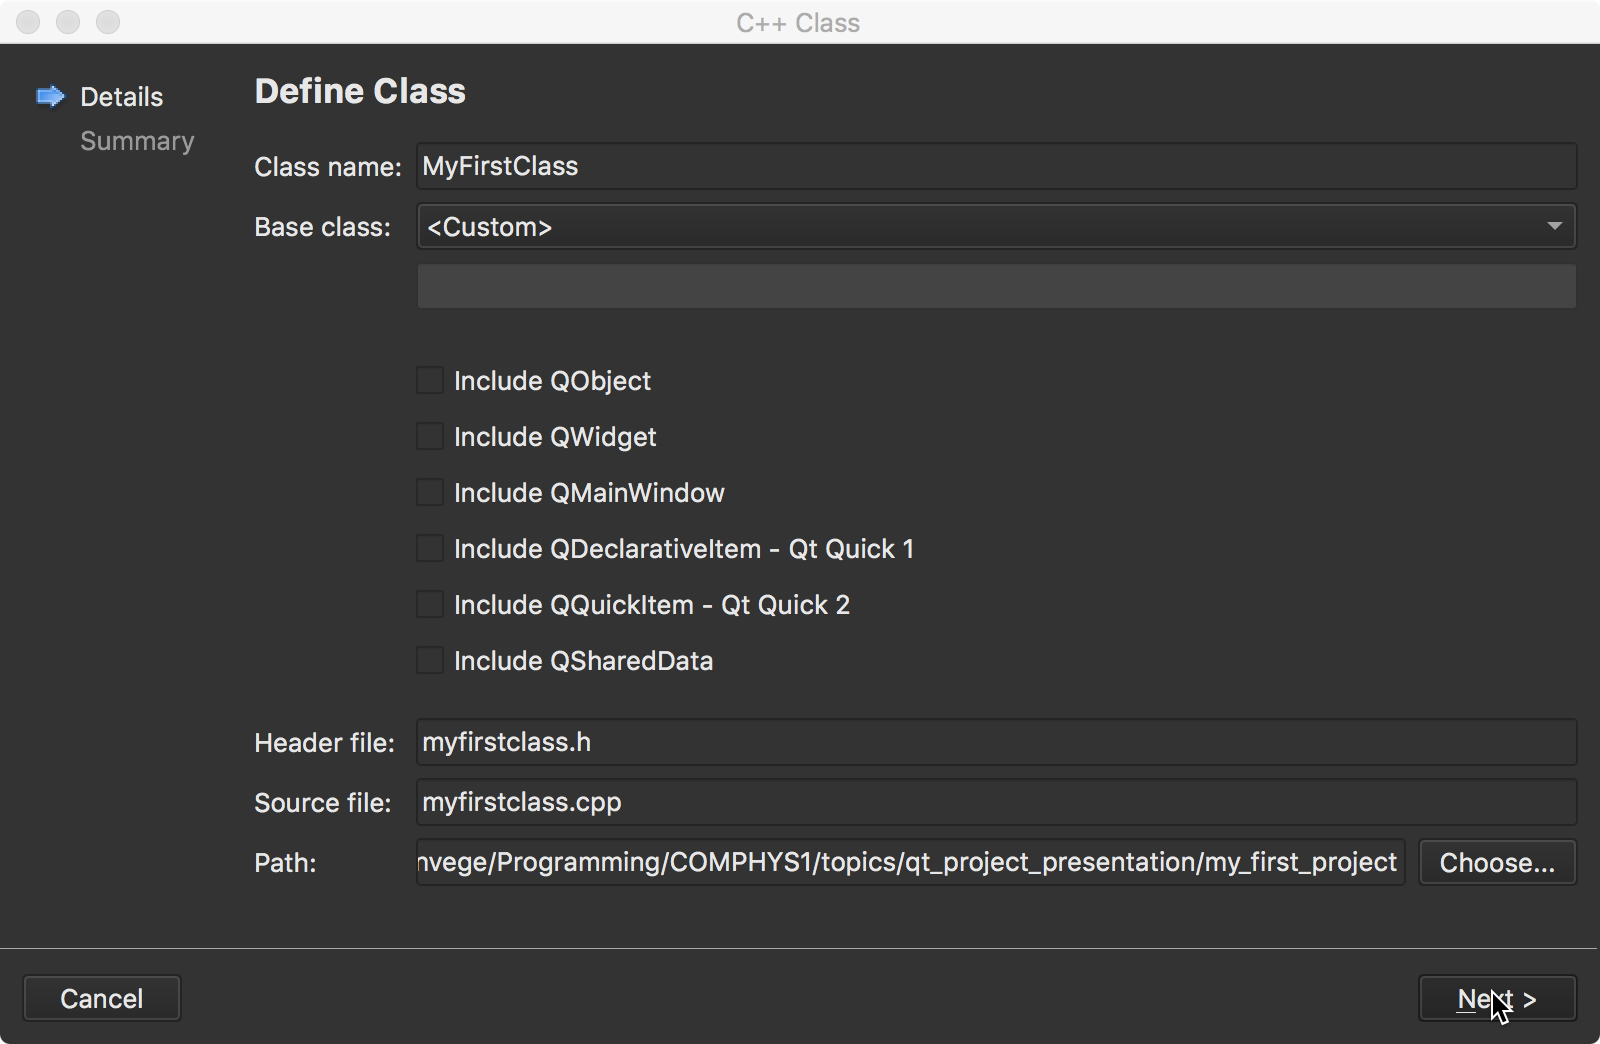 C++ Class
Details
Summary
Define Class
Class name: MyFirstClass
Base class: <Custom>
Include QObject
Include QWidget
Include QMainWindow
Include QDeclarativeItem - Qt Quick 1
Include QQuickItem - Qt Quick 2
Include QSharedData
Header file: myfirstclass.h
Source file: myfirstclass.cpp
Path: nvege/Programming/COMPHYS1/topics/qt_project_presentation/my_first_project Choose...
Cancel Next >